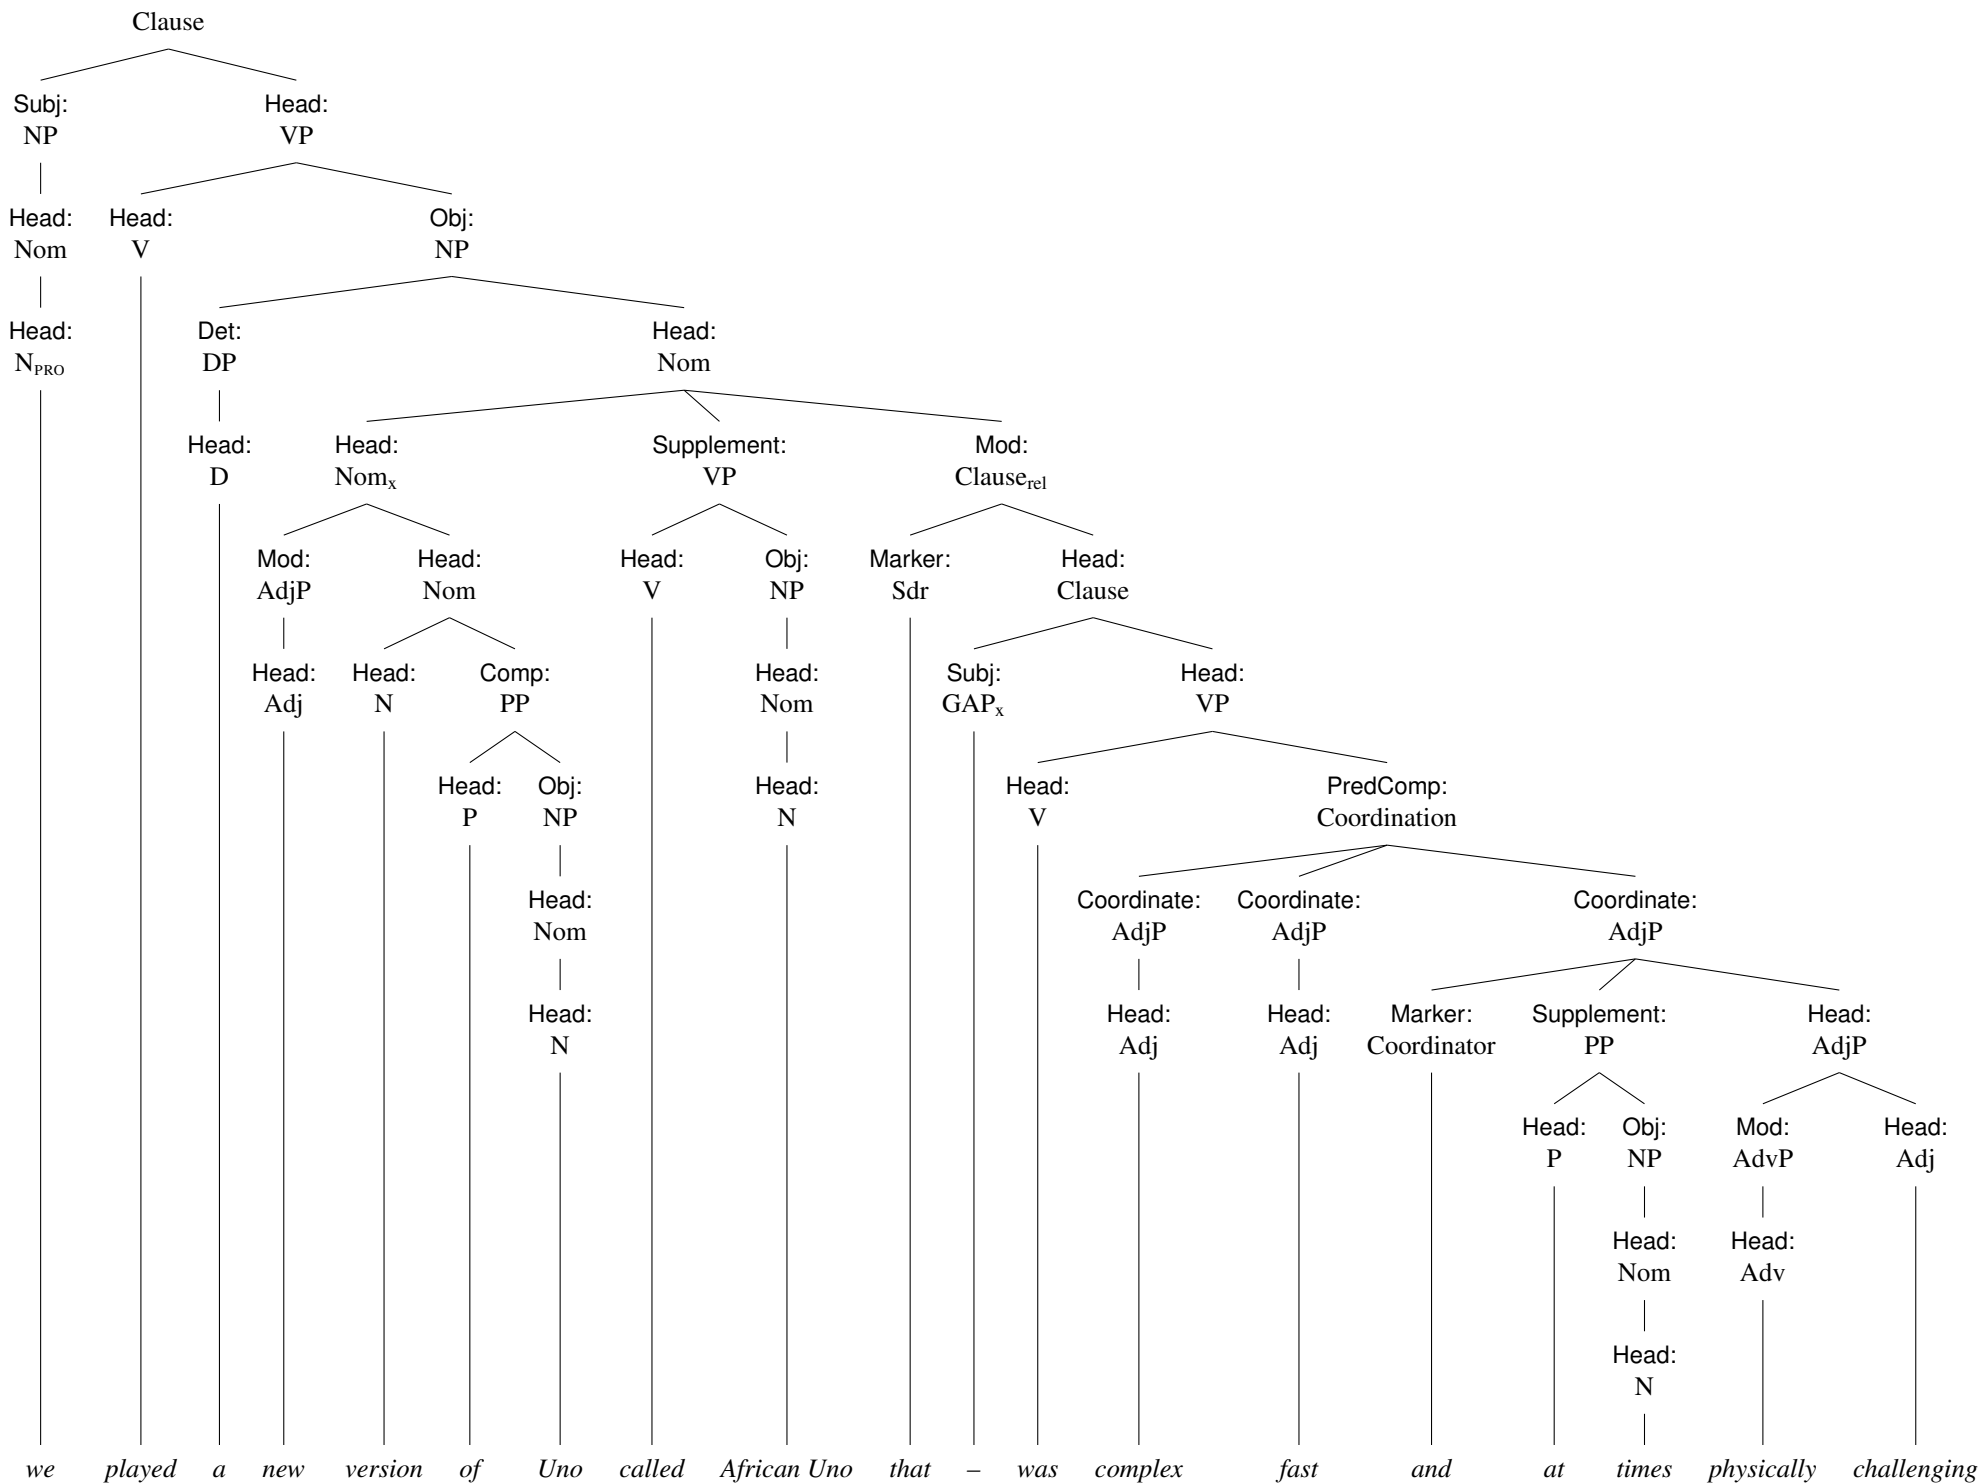 Clause
Subj: Head:
NP VP
Head: Head: Obj:
Nom V NP
Head: Det: Head:
N_PRO DP Nom
Head: Head: Supplement: Mod:
D Nom_x VP Clause_rel
Mod: Head: Head: Obj: Marker: Head:
AdjP Nom V NP Sdr Clause
Head: Head: Comp: Head: Subj: Head:
Adj N PP Nom GAP_x VP
Head: Obj: Head: Head: PredComp:
P NP N V Coordination
Head: Coordinate: Coordinate: Coordinate:
Nom AdjP AdjP AdjP
Head: Head: Head: Marker: Supplement: Head:
N Adj Adj Coordinator PP AdjP
Head: Obj: Mod: Head:
P NP AdvP Adj
Head: Head:
Nom Adv
Head:
N
we played a new version of Uno called African Uno that – was complex fast and at times physically challenging